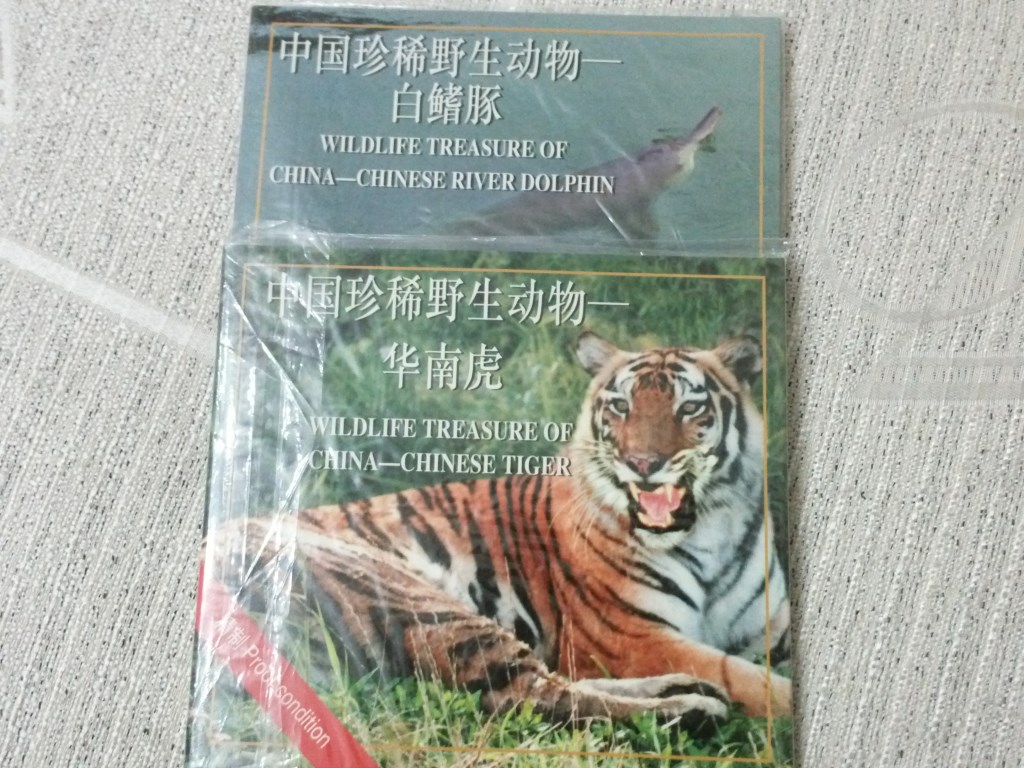 中国珍稀野生动物—
白鳍豚
WILDLIFE TREASURE OF
CHINA—CHINESE RIVER DOLPHIN
中国珍稀野生动物—
华南虎
WILDLIFE TREASURE OF
CHINA—CHINESE TIGER
制 Proof condition